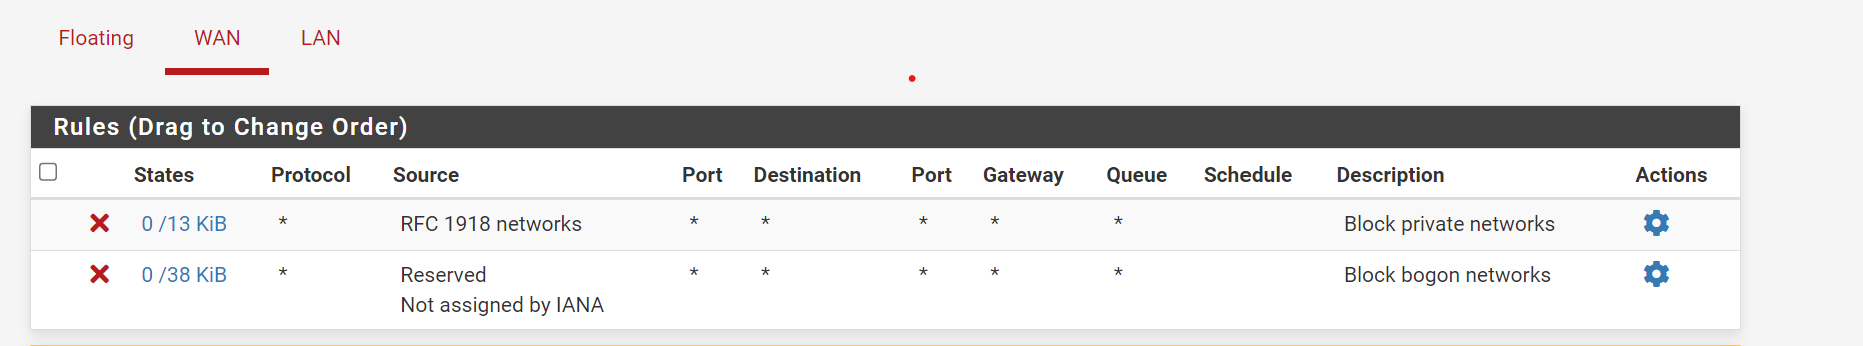 Floating WAN LAN
Rules (Drag to Change Order)
States Protocol Source Port Destination Port Gateway Queue Schedule Description Actions
0 /13 KiB * RFC 1918 networks * * * * * Block private networks
0 /38 KiB * Reserved * * * * * Block bogon networks
Not assigned by IANA